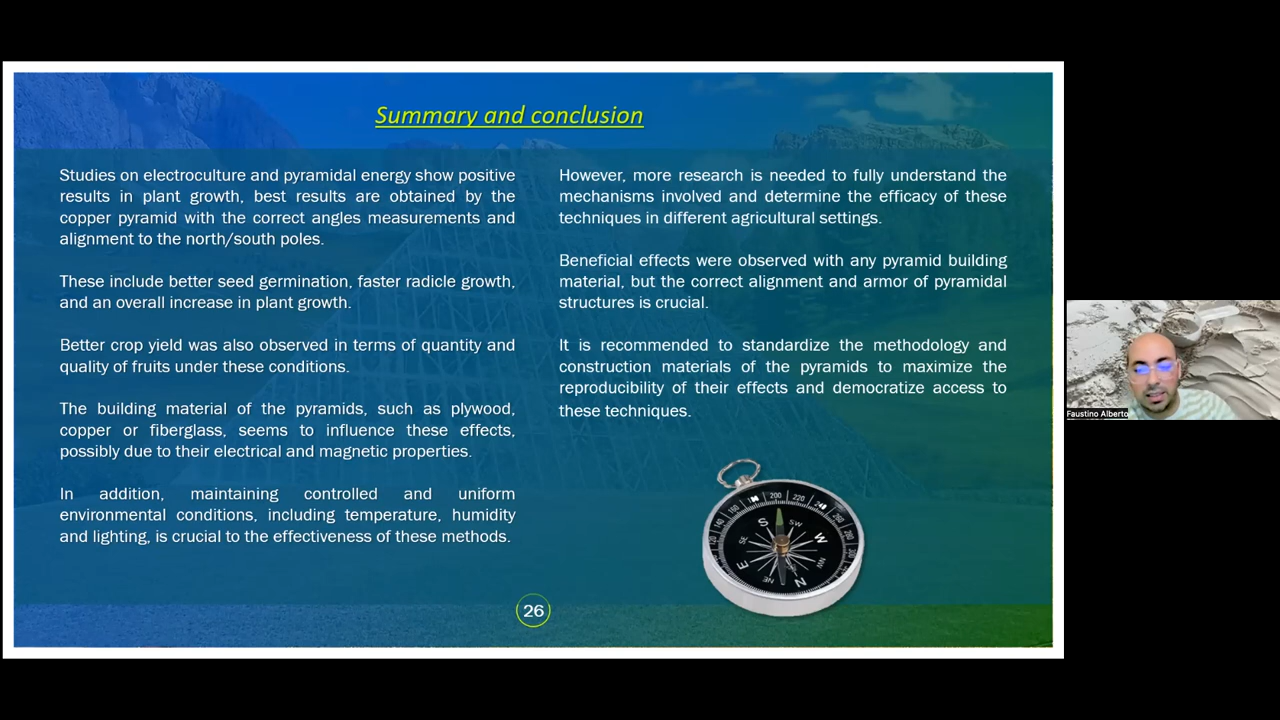 Summary and conclusion
Studies on electroculture and pyramidal energy show positive
results in plant growth, best results are obtained by the
copper pyramid with the correct angles measurements and
alignment to the north/south poles.
These include better seed germination, faster radicle growth,
and an overall increase in plant growth.
Better crop yield was also observed in terms of quantity and
quality of fruits under these conditions.
The building material of the pyramids, such as plywood,
copper or fiberglass, seems to influence these effects,
possibly due to their electrical and magnetic properties.
In addition, maintaining controlled and uniform
environmental conditions, including temperature, humidity
and lighting, is crucial to the effectiveness of these methods.
However, more research is needed to fully understand the
mechanisms involved and determine the efficacy of these
techniques in different agricultural settings.
Beneficial effects were observed with any pyramid building
material, but the correct alignment and armor of pyramidal
structures is crucial.
It is recommended to standardize the methodology and
construction materials of the pyramids to maximize the
reproducibility of their effects and democratize access to
these techniques.
160 200 220 240
140
S SW
SE W
E NW
NE N
26
Faustino Alberto